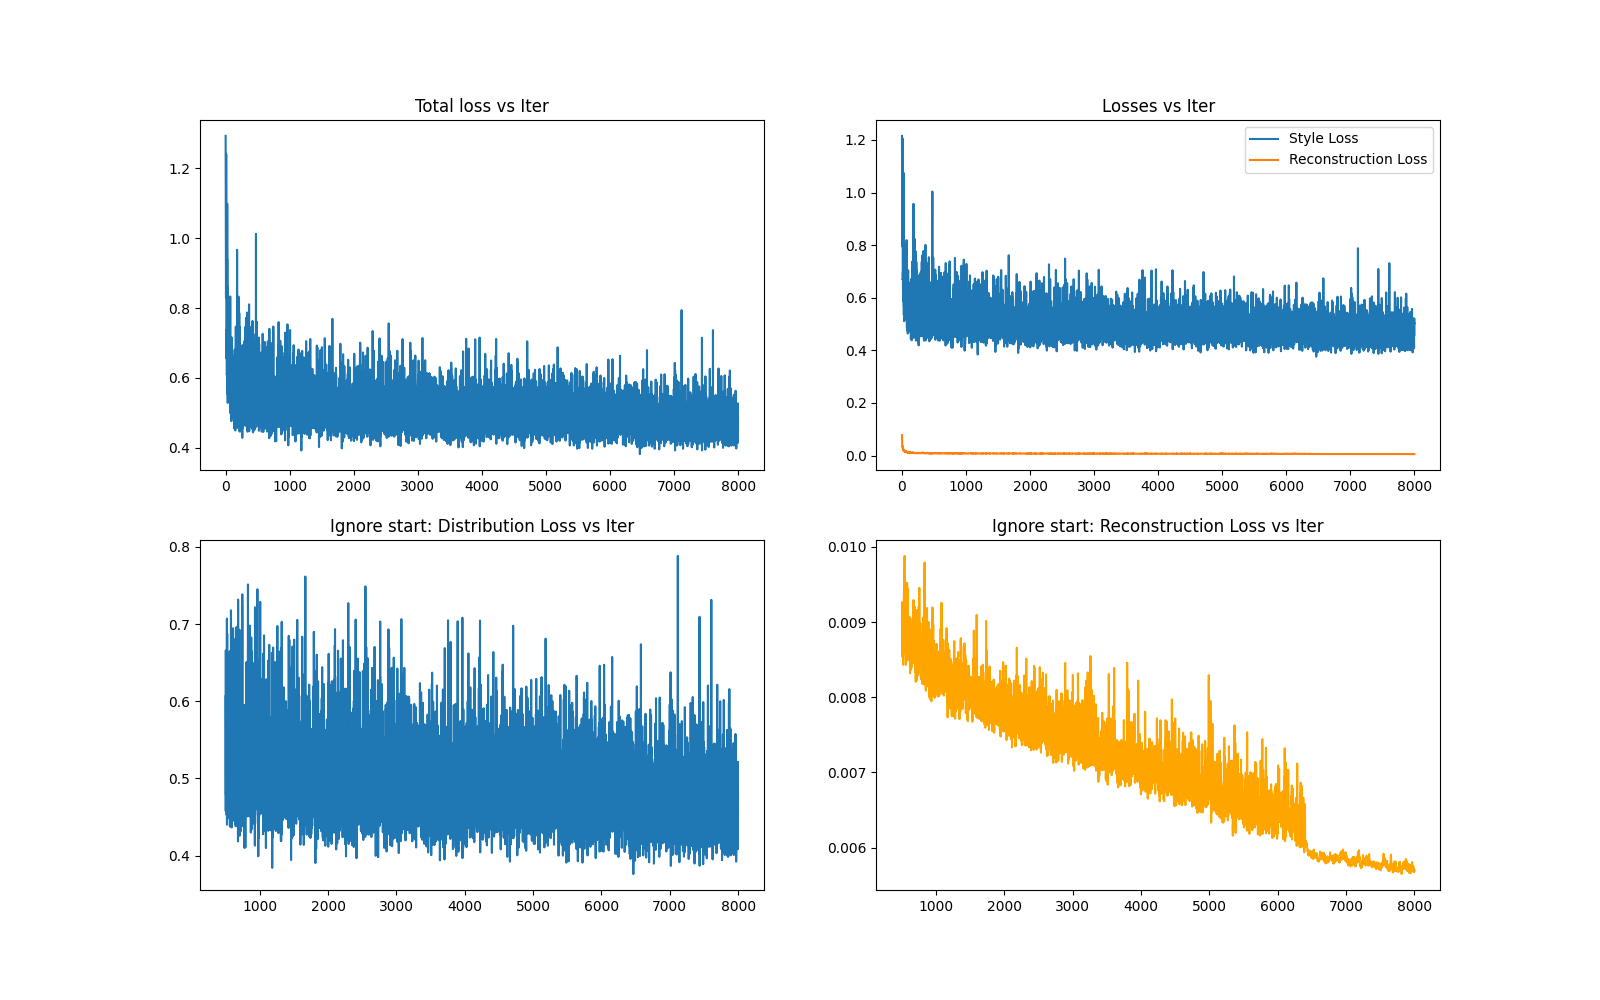 Total loss vs Iter
1.2
1.0
0.8
0.6
0.4
0 1000 2000 3000 4000 5000 6000 7000 8000
Losses vs Iter
Style Loss
Reconstruction Loss
1.2
1.0
0.8
0.6
0.4
0.2
0.0
0 1000 2000 3000 4000 5000 6000 7000 8000
Ignore start: Distribution Loss vs Iter
0.8
0.7
0.6
0.5
0.4
1000 2000 3000 4000 5000 6000 7000 8000
Ignore start: Reconstruction Loss vs Iter
0.010
0.009
0.008
0.007
0.006
1000 2000 3000 4000 5000 6000 7000 8000